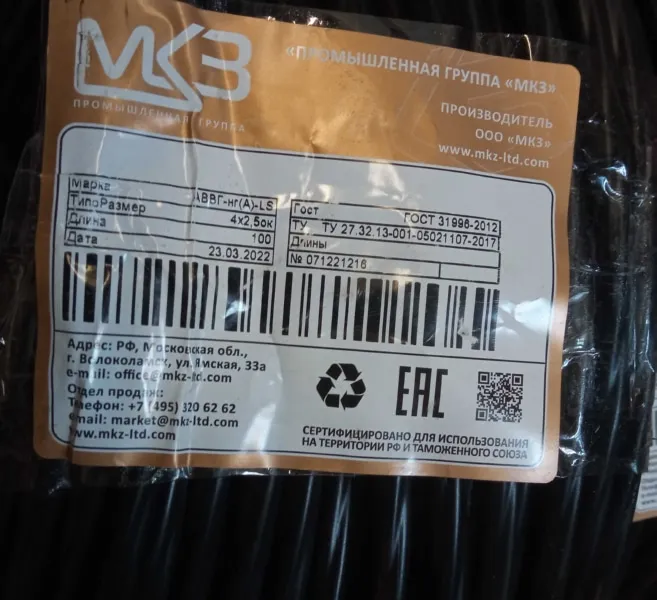 МКЗ
ПРОМЫШЛЕННАЯ ГРУППА
«ПРОМЫШЛЕННАЯ ГРУППА «МКЗ»
ПРОИЗВОДИТЕЛЬ
ООО «МКЗ»
www.mkz-ltd.com
Марка АВВГ-нг(А)-LS
ТипоРазмер 4х2,5ок
Длина 100
Дата 23.03.2022
Гост ГОСТ 31996-2012
ТУ ТУ 27.32.13-001-05021107-2017
Длины
№ 071221216
Адрес: РФ, Московская обл.,
г. Волоколамск, ул.Ямская, 33а
e-mail: office@mkz-ltd.com
Отдел продаж:
Телефон: +7 (495) 320 62 62
email: market@mkz-ltd.com
www.mkz-ltd.com
EAC
СЕРТИФИЦИРОВАНО ДЛЯ ИСПОЛЬЗОВАНИЯ
НА ТЕРРИТОРИИ РФ И ТАМОЖЕННОГО СОЮЗА